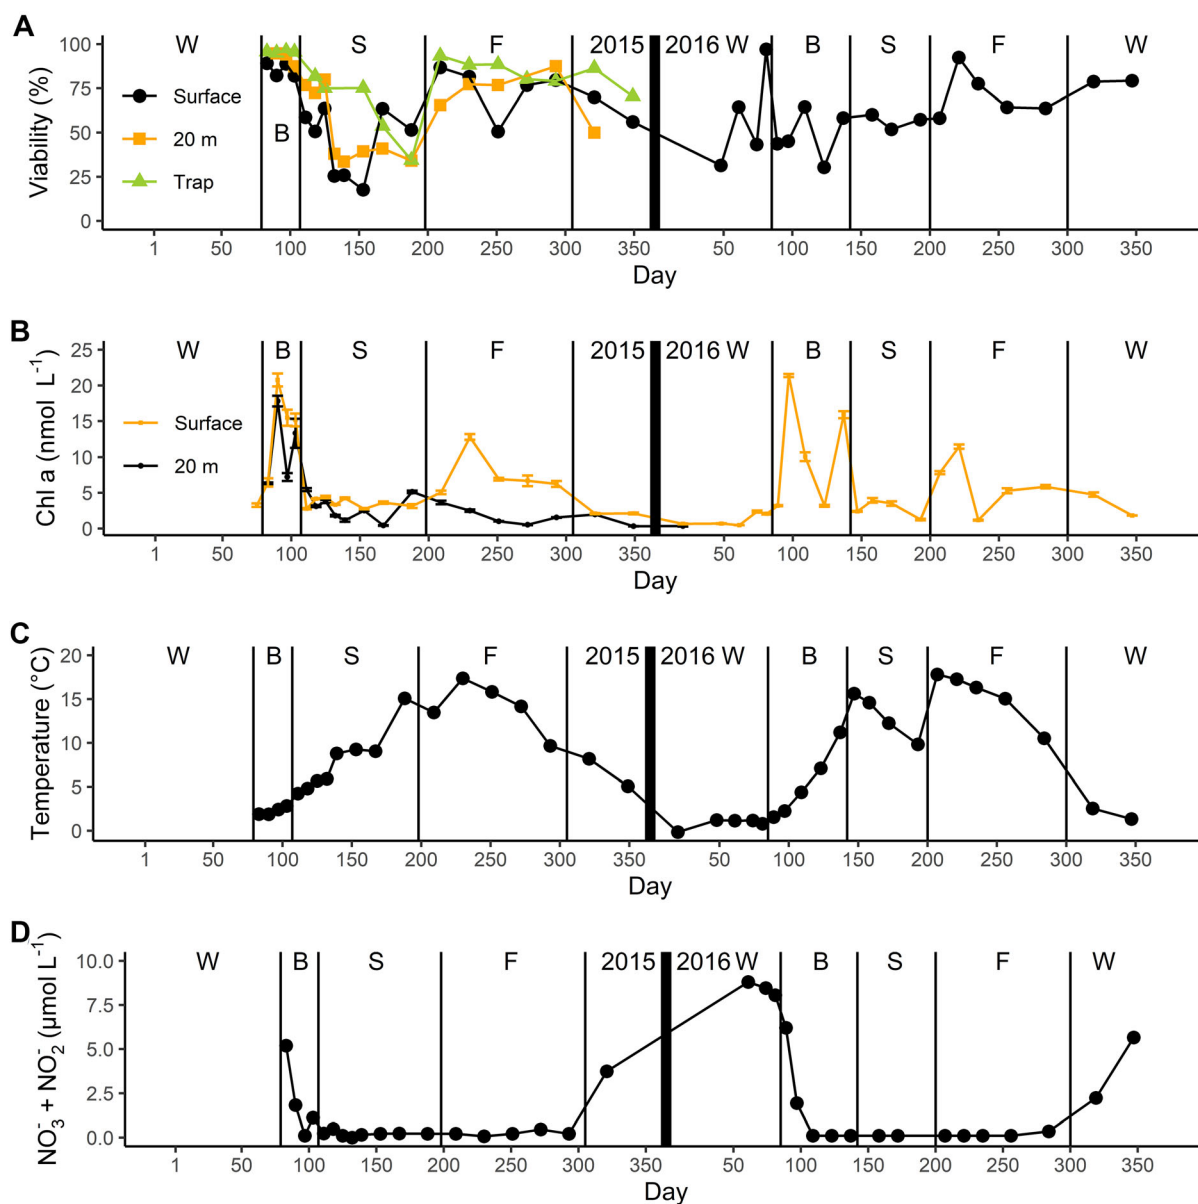 A
W
S
F
2015
2016 W
B
S
F
W
B
100
75
50
25
0
Viability (%)
Surface
20 m
Trap
1
50
100
150
200
250
300
350
50
100
150
200
250
300
350
Day
B
W
B
S
F
2015
2016 W
B
S
F
W
25
20
15
10
5
0
Chl a (nmol L⁻¹)
Surface
20 m
1
50
100
150
200
250
300
350
50
100
150
200
250
300
350
Day
C
W
B
S
F
2015
2016 W
B
S
F
W
20
15
10
5
0
Temperature (°C)
1
50
100
150
200
250
300
350
50
100
150
200
250
300
350
Day
D
W
B
S
F
2015
2016 W
B
S
F
W
10.0
7.5
5.0
2.5
0.0
NO₃⁻ + NO₂⁻ (µmol L⁻¹)
1
50
100
150
200
250
300
350
50
100
150
200
250
300
350
Day